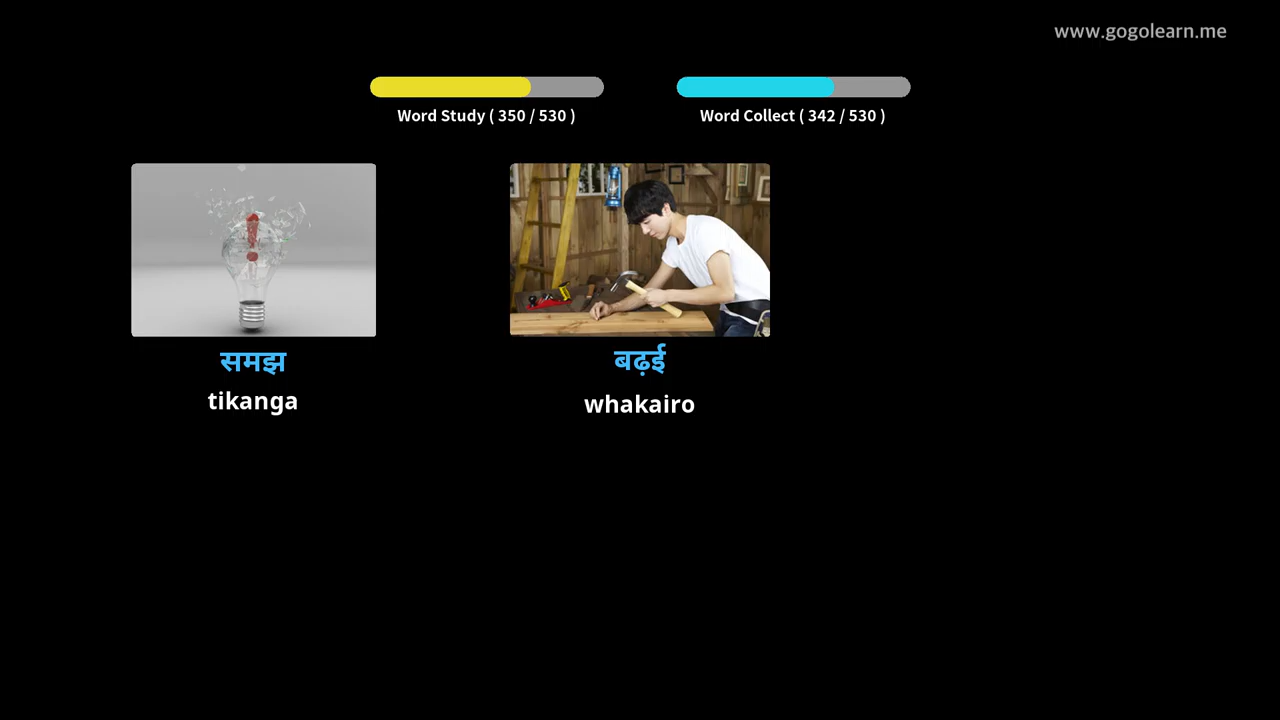 www.gogolearn.me
Word Study ( 350 / 530 )
Word Collect ( 342 / 530 )
समझ
tikanga
बढ़ई
whakairo